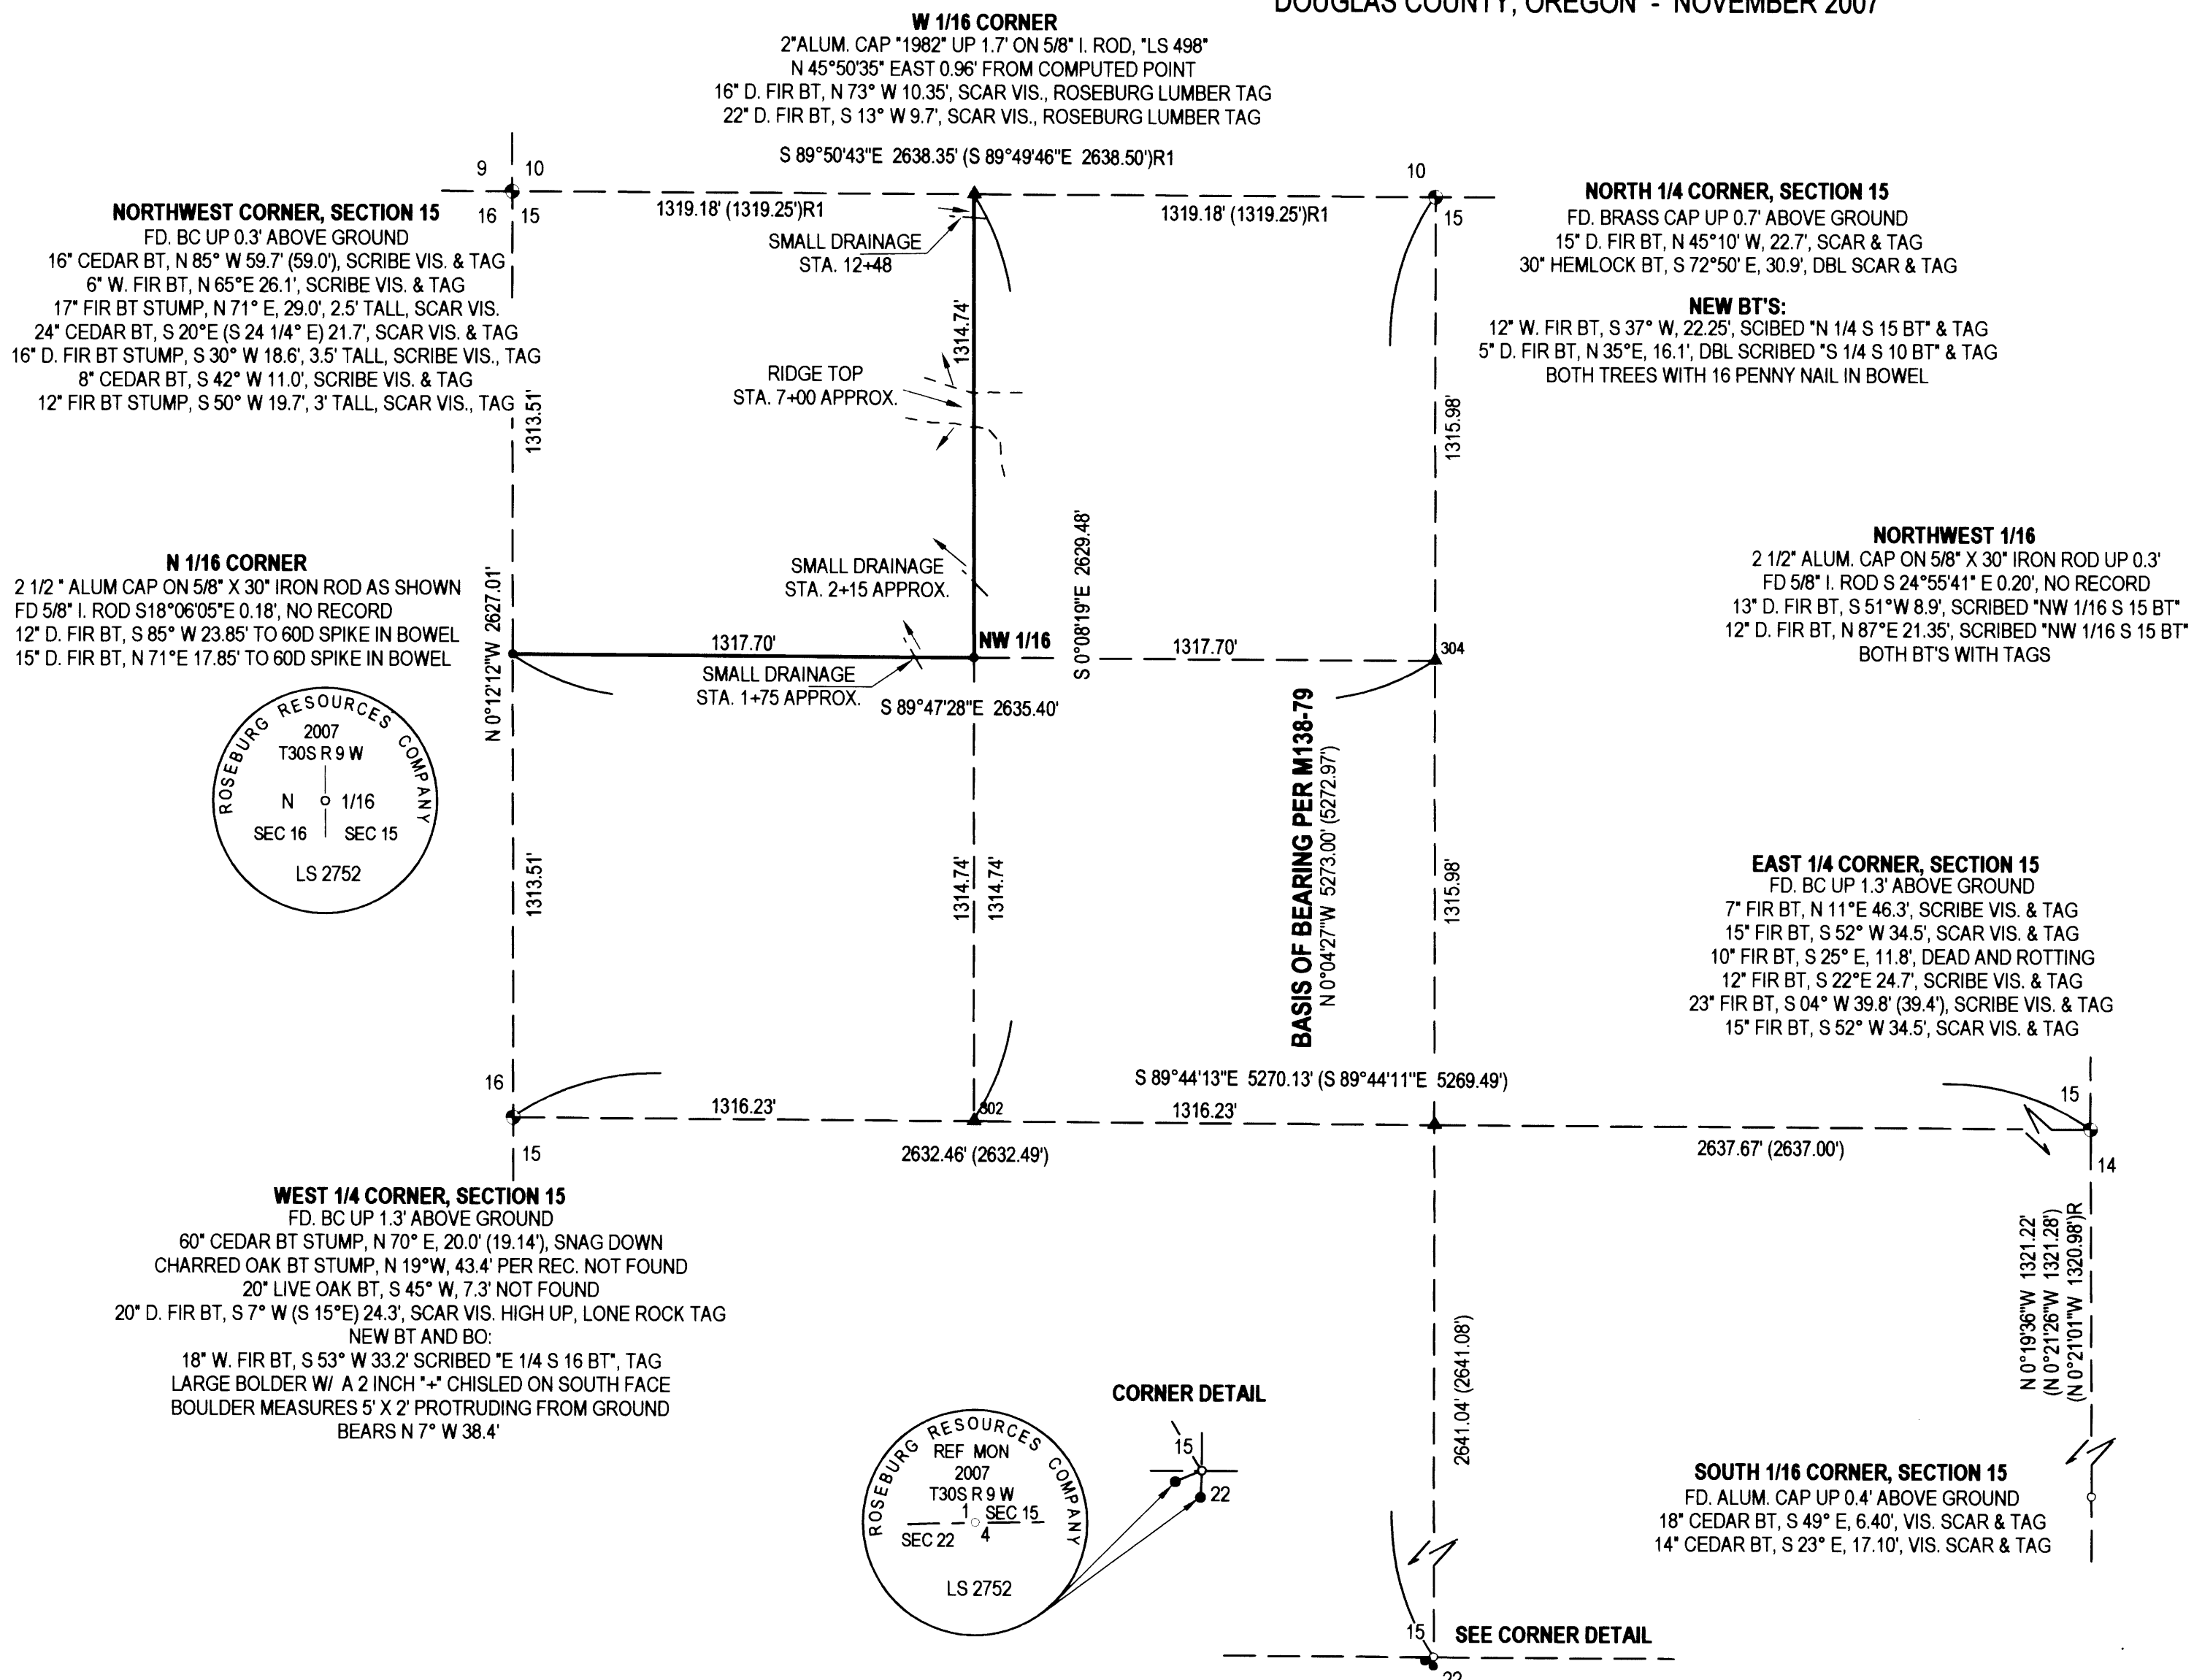 DOUGLAS COUNTY, OREGON - NOVEMBER 2007
W 1/16 CORNER
2"ALUM. CAP "1982" UP 1.7' ON 5/8" I. ROD, "LS 498"
N 45°50'35" EAST 0.96' FROM COMPUTED POINT
16" D. FIR BT, N 73° W 10.35', SCAR VIS., ROSEBURG LUMBER TAG
22" D. FIR BT, S 13° W 9.7', SCAR VIS., ROSEBURG LUMBER TAG
S 89°50'43"E 2638.35' (S 89°49'46"E 2638.50')R1
9 10
16 15
1319.18' (1319.25')R1
1319.18' (1319.25')R1
10
15
NORTHWEST CORNER, SECTION 15
FD. BC UP 0.3' ABOVE GROUND
16" CEDAR BT, N 85° W 59.7' (59.0'), SCRIBE VIS. & TAG
6" W. FIR BT, N 65°E 26.1', SCRIBE VIS. & TAG
17" FIR BT STUMP, N 71° E, 29.0', 2.5' TALL, SCAR VIS.
24" CEDAR BT, S 20°E (S 24 1/4° E) 21.7', SCAR VIS. & TAG
16" D. FIR BT STUMP, S 30° W 18.6', 3.5' TALL, SCRIBE VIS., TAG
8" CEDAR BT, S 42° W 11.0', SCRIBE VIS. & TAG
12" FIR BT STUMP, S 50° W 19.7', 3' TALL, SCAR VIS., TAG
SMALL DRAINAGE
STA. 12+48
1314.74'
RIDGE TOP
STA. 7+00 APPROX.
NORTH 1/4 CORNER, SECTION 15
FD. BRASS CAP UP 0.7' ABOVE GROUND
15" D. FIR BT, N 45°10' W, 22.7', SCAR & TAG
30" HEMLOCK BT, S 72°50' E, 30.9', DBL SCAR & TAG
NEW BT'S:
12" W. FIR BT, S 37° W, 22.25', SCIBED "N 1/4 S 15 BT" & TAG
5" D. FIR BT, N 35°E, 16.1', DBL SCRIBED "S 1/4 S 10 BT" & TAG
BOTH TREES WITH 16 PENNY NAIL IN BOWEL
1313.51'
1315.98'
N 1/16 CORNER
2 1/2 " ALUM CAP ON 5/8" X 30" IRON ROD AS SHOWN
FD 5/8" I. ROD S18°06'05"E 0.18', NO RECORD
12" D. FIR BT, S 85° W 23.85' TO 60D SPIKE IN BOWEL
15" D. FIR BT, N 71°E 17.85' TO 60D SPIKE IN BOWEL
N 0°12'12"W 2627.01'
SMALL DRAINAGE
STA. 2+15 APPROX.
S 0°08'19"E 2629.48'
NORTHWEST 1/16
2 1/2" ALUM. CAP ON 5/8" X 30" IRON ROD UP 0.3'
FD 5/8" I. ROD S 24°55'41" E 0.20', NO RECORD
13" D. FIR BT, S 51°W 8.9', SCRIBED "NW 1/16 S 15 BT"
12" D. FIR BT, N 87°E 21.35', SCRIBED "NW 1/16 S 15 BT"
BOTH BT'S WITH TAGS
1317.70'
NW 1/16
1317.70'
304
SMALL DRAINAGE
STA. 1+75 APPROX.
S 89°47'28"E 2635.40'
ROSEBURG RESOURCES COMPANY
2007
T30S R 9 W
N 1/16
SEC 16 SEC 15
LS 2752
1313.51'
1314.74'
1314.74'
BASIS OF BEARING PER M138-79
N 0°04'27"W 5273.00' (5272.97')
1315.98'
EAST 1/4 CORNER, SECTION 15
FD. BC UP 1.3' ABOVE GROUND
7" FIR BT, N 11°E 46.3', SCRIBE VIS. & TAG
15" FIR BT, S 52° W 34.5', SCAR VIS. & TAG
10" FIR BT, S 25° E, 11.8', DEAD AND ROTTING
12" FIR BT, S 22°E 24.7', SCRIBE VIS. & TAG
23" FIR BT, S 04° W 39.8' (39.4'), SCRIBE VIS. & TAG
15" FIR BT, S 52° W 34.5', SCAR VIS. & TAG
S 89°44'13"E 5270.13' (S 89°44'11"E 5269.49')
16
15
1316.23'
302
1316.23'
2632.46' (2632.49')
2637.67' (2637.00')
15
14
WEST 1/4 CORNER, SECTION 15
FD. BC UP 1.3' ABOVE GROUND
60" CEDAR BT STUMP, N 70° E, 20.0' (19.14'), SNAG DOWN
CHARRED OAK BT STUMP, N 19°W, 43.4' PER REC. NOT FOUND
20" LIVE OAK BT, S 45° W, 7.3' NOT FOUND
20" D. FIR BT, S 7° W (S 15°E) 24.3', SCAR VIS. HIGH UP, LONE ROCK TAG
NEW BT AND BO:
18" W. FIR BT, S 53° W 33.2' SCRIBED "E 1/4 S 16 BT", TAG
LARGE BOLDER W/ A 2 INCH "+" CHISLED ON SOUTH FACE
BOULDER MEASURES 5' X 2' PROTRUDING FROM GROUND
BEARS N 7° W 38.4'
N 0°19'36"W 1321.22'
(N 0°21'26"W 1321.28')
(N 0°21'01"W 1320.98')R
2641.04' (2641.08')
CORNER DETAIL
15
22
ROSEBURG RESOURCES COMPANY
REF MON
2007
T30S R 9 W
1 SEC 15
SEC 22 4
LS 2752
SOUTH 1/16 CORNER, SECTION 15
FD. ALUM. CAP UP 0.4' ABOVE GROUND
18" CEDAR BT, S 49° E, 6.40', VIS. SCAR & TAG
14" CEDAR BT, S 23° E, 17.10', VIS. SCAR & TAG
15
SEE CORNER DETAIL
22